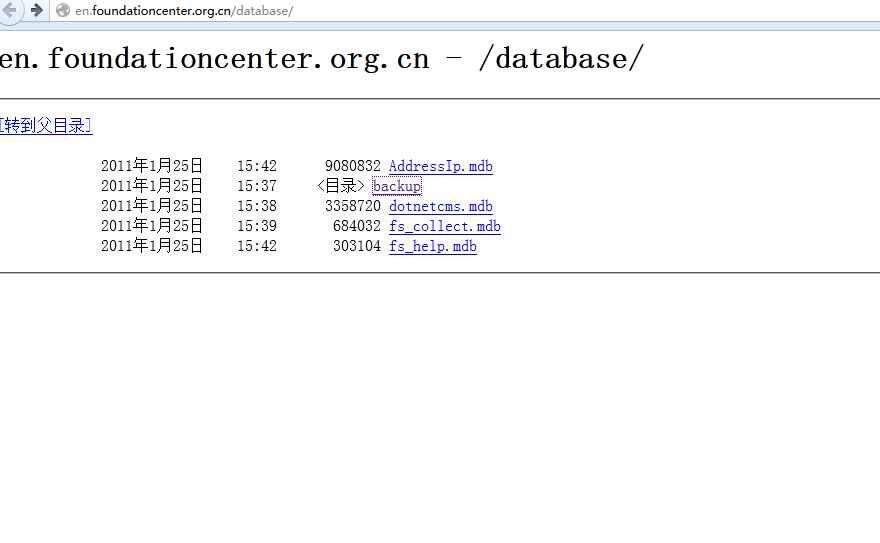 en.foundationcenter.org.cn/database/
en.foundationcenter.org.cn - /database/
[转到父目录]
2011年1月25日 15:42 9080832 AddressIp.mdb
2011年1月25日 15:37 <目录> backup
2011年1月25日 15:38 3358720 dotnetcms.mdb
2011年1月25日 15:39 684032 fs_collect.mdb
2011年1月25日 15:42 303104 fs_help.mdb